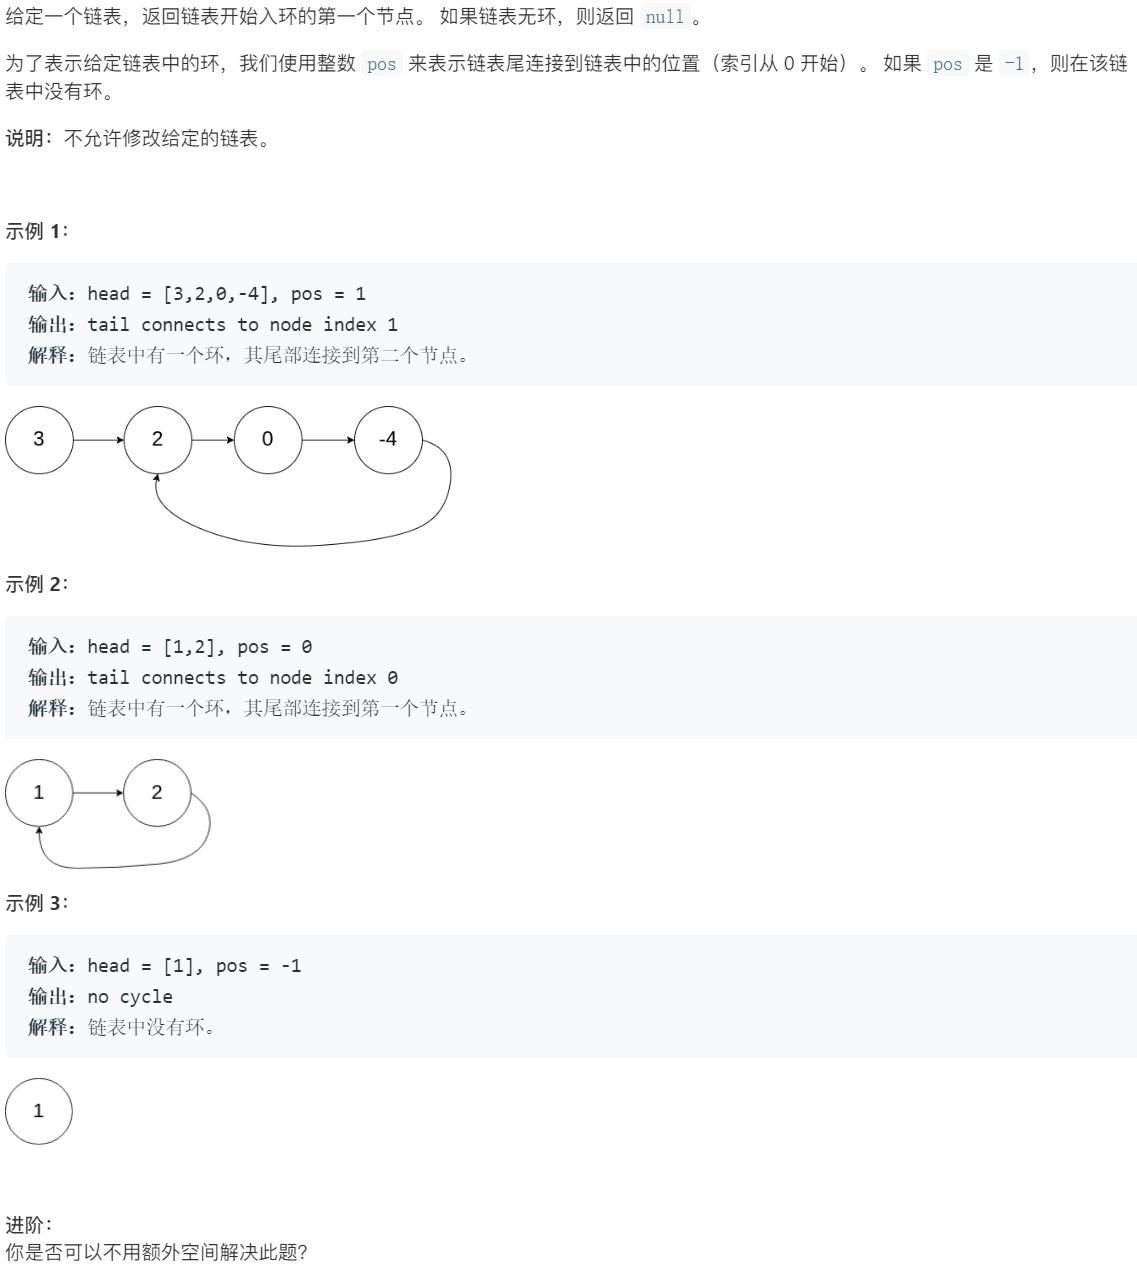 给定一个链表，返回链表开始入环的第一个节点。 如果链表无环，则返回 null 。
为了表示给定链表中的环，我们使用整数 pos 来表示链表尾连接到链表中的位置（索引从 0 开始）。 如果 pos 是 -1，则在该链
表中没有环。
说明：不允许修改给定的链表。
示例 1：
输入：head = [3,2,0,-4], pos = 1
输出：tail connects to node index 1
解释：链表中有一个环，其尾部连接到第二个节点。
3 2 0 -4
示例 2：
输入：head = [1,2], pos = 0
输出：tail connects to node index 0
解释：链表中有一个环，其尾部连接到第一个节点。
1 2
示例 3：
输入：head = [1], pos = -1
输出：no cycle
解释：链表中没有环。
1
进阶：
你是否可以不用额外空间解决此题？